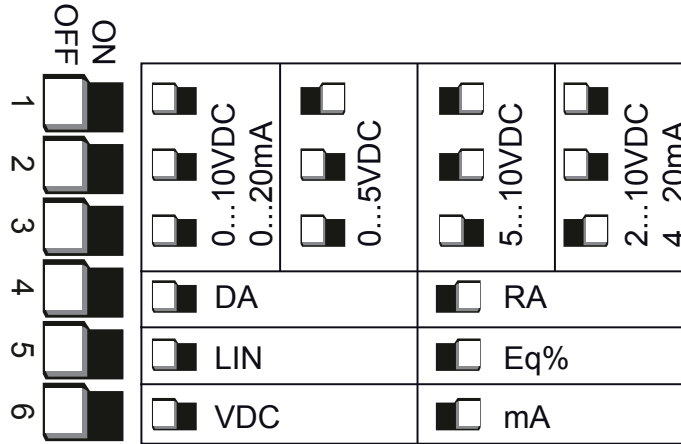 OFF
ON
1
2
3
4
5
6
0...10VDC
0...20mA
0...5VDC
5...10VDC
2...10VDC
DA
RA
LIN
Eq%
VDC
mA